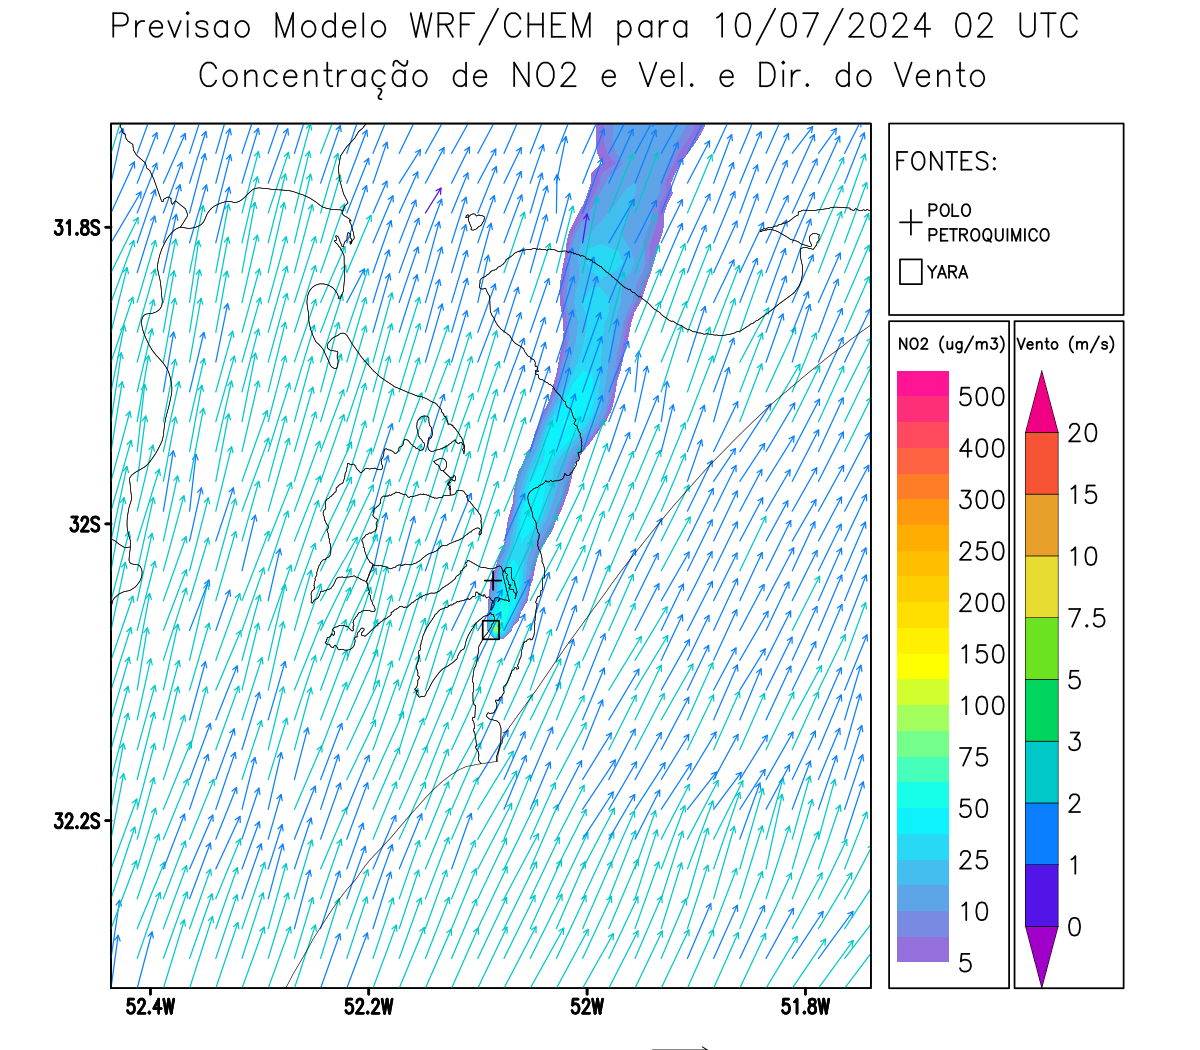 Previsao Modelo WRF/CHEM para 10/07/2024 02 UTC
Concentração de NO2 e Vel. e Dir. do Vento
FONTES:
POLO
PETROQUIMICO
YARA
NO2 (ug/m3)
500
400
300
250
200
150
100
75
50
25
10
5
Vento (m/s)
20
15
10
7.5
5
3
2
1
0
31.8S
32S
32.2S
52.4W
52.2W
52W
51.8W